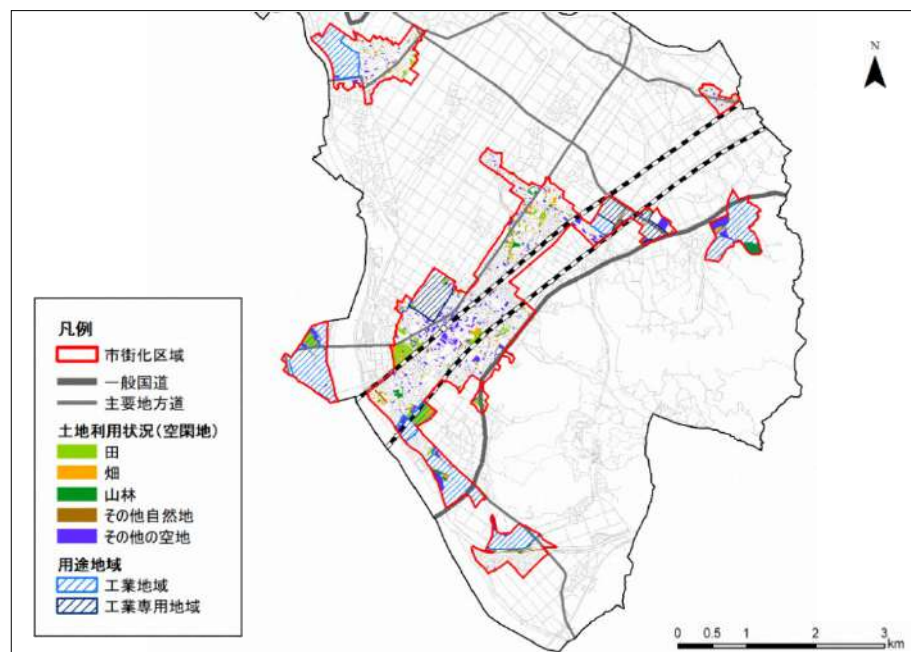 N
凡例
市街化区域
一般国道
主要地方道
土地利用状況(空閑地)
田
畑
山林
その他自然地
その他の空地
用途地域
工業地域
工業専用地域
0 0.5 1 2 3
km